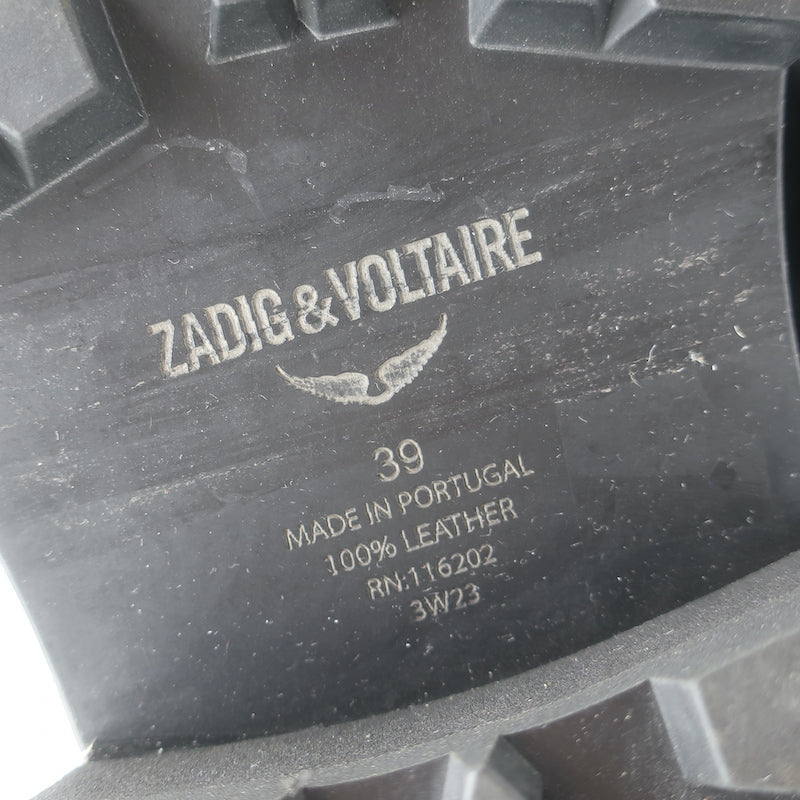 ZADIG&VOLTAIRE
39
MADE IN PORTUGAL
100% LEATHER
RN:116202
3W23